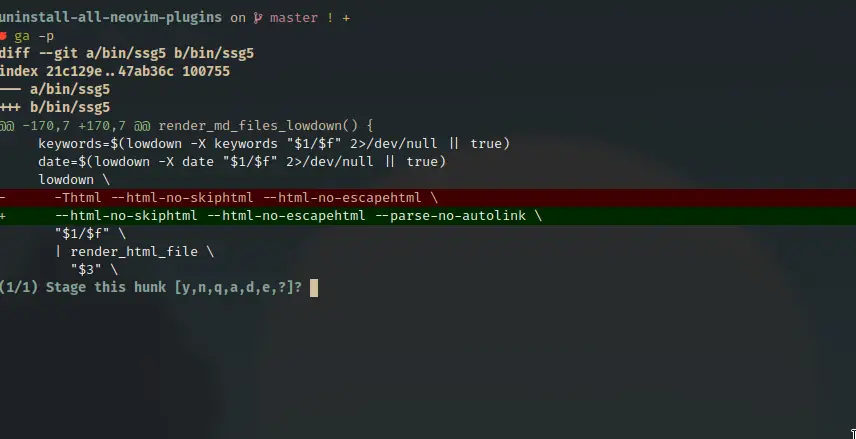 uninstall-all-neovim-plugins on master ! +
ga -p
diff --git a/bin/ssg5 b/bin/ssg5
index 21c129e..47ab36c 100755
--- a/bin/ssg5
+++ b/bin/ssg5
@@ -170,7 +170,7 @@ render_md_files_lowdown() {
keywords=$(lowdown -X keywords "$1/$f" 2>/dev/null || true)
date=$(lowdown -X date "$1/$f" 2>/dev/null || true)
lowdown \
- -Thtml --html-no-skiphtml --html-no-escapehtml \
+ --html-no-skiphtml --html-no-escapehtml --parse-no-autolink \
"$1/$f" \
| render_html_file \
"$3" \
(1/1) Stage this hunk [y,n,q,a,d,e,?]?